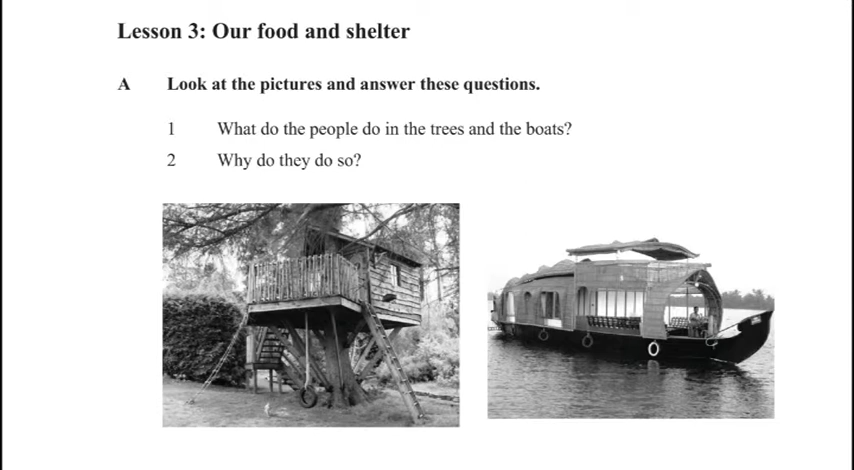 Lesson 3: Our food and shelter
A Look at the pictures and answer these questions.
1 What do the people do in the trees and the boats?
2 Why do they do so?